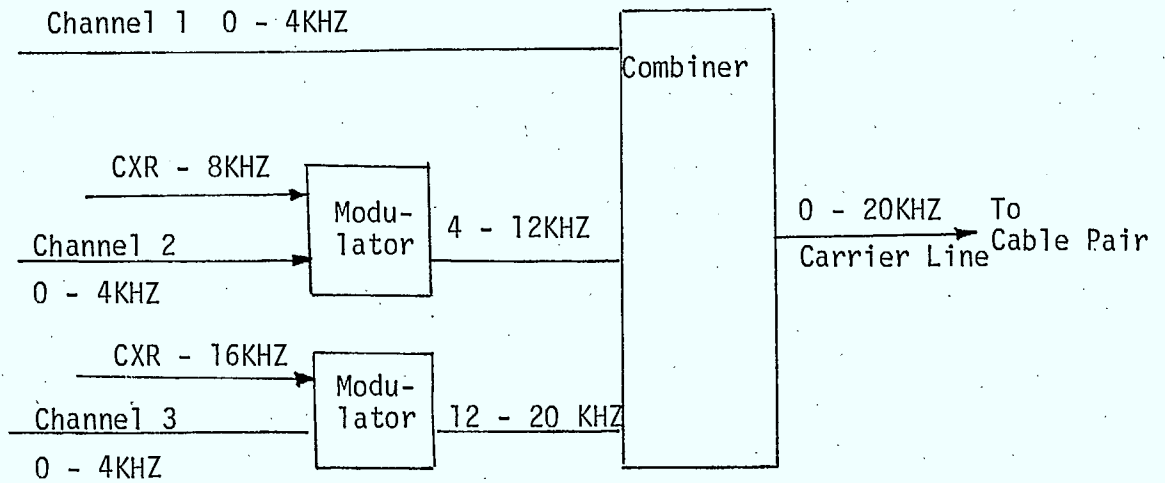 Channel 1 0 - 4KHZ
Combiner
CXR - 8KHZ
Modu-
lator
4 - 12KHZ
Channel 2
0 - 4KHZ
0 - 20KHZ
Carrier Line
To
Cable Pair
CXR - 16KHZ
Modu-
lator
12 - 20 KHZ
Channel 3
0 - 4KHZ